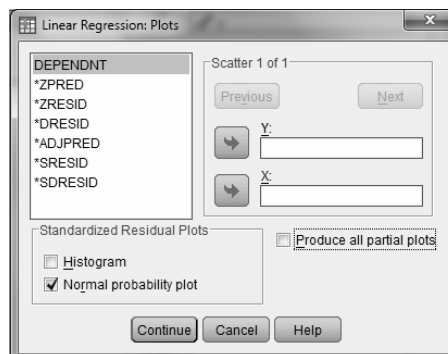 Linear Regression: Plots
x
DEPENDNT
*ZPRED
*ZRESID
*DRESID
*ADJPRED
*SRESID
*SDRESID
Scatter 1 of 1
Previous
Next
Y:
X:
Standardized Residual Plots
Histogram
Normal probability plot
Produce all partial plots
Continue
Cancel
Help